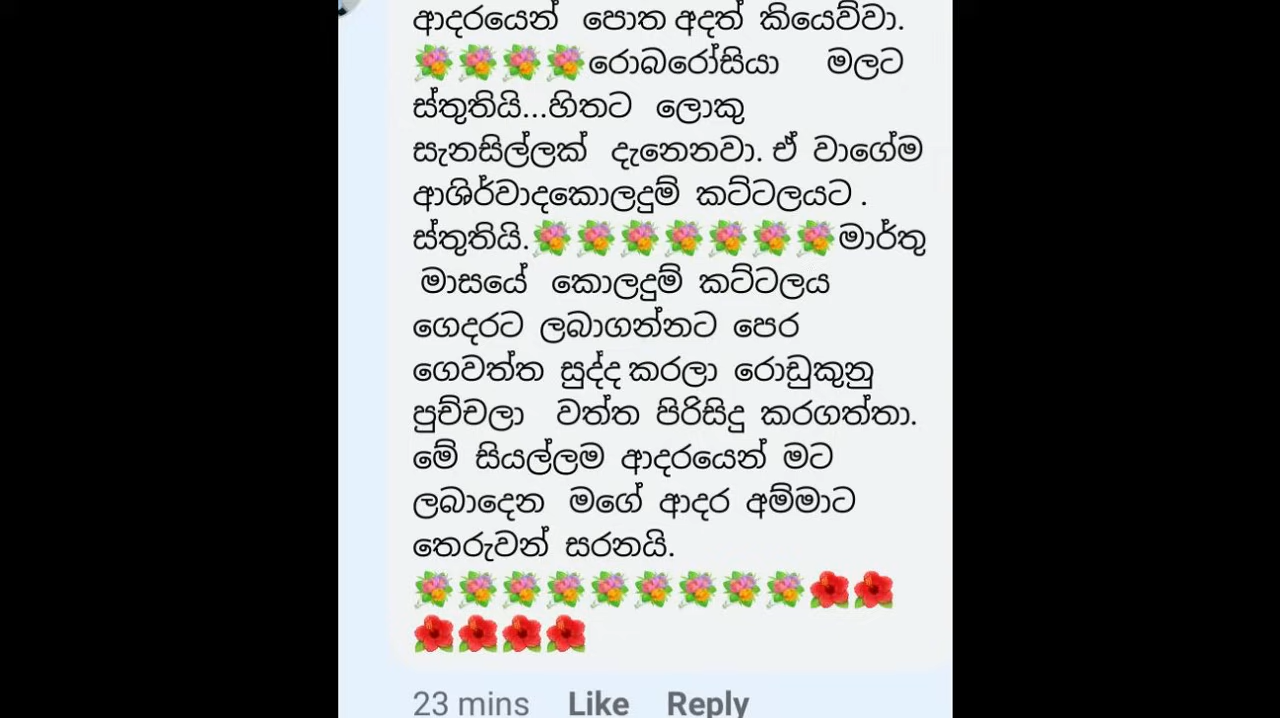 ආදරයෙන් පොත අදත් කියෙව්වා.
💐💐💐💐රොබරෝසියා මලට
ස්තූතියි...හිතට ලොකු
සැනසිල්ලක් දැනෙනවා. ඒ වාගේම
ආශිර්වාදකොලදුම් කට්ටලයට .
ස්තූතියි.💐💐💐💐💐💐💐මාර්තු
මාසයේ කොලදුම් කට්ටලය
ගෙදරට ලබාගන්නට පෙර
ගෙවත්ත සුද්ද කරලා රොඩුකුනු
පුච්චලා වත්ත පිරිසිදු කරගත්තා.
මේ සියල්ලම ආදරයෙන් මට
ලබාදෙන මගේ ආදර අම්මාට
තෙරුවන් සරනයි.
💐💐💐💐💐💐💐💐💐🌺🌺
🌺🌺🌺🌺
23 mins Like Reply